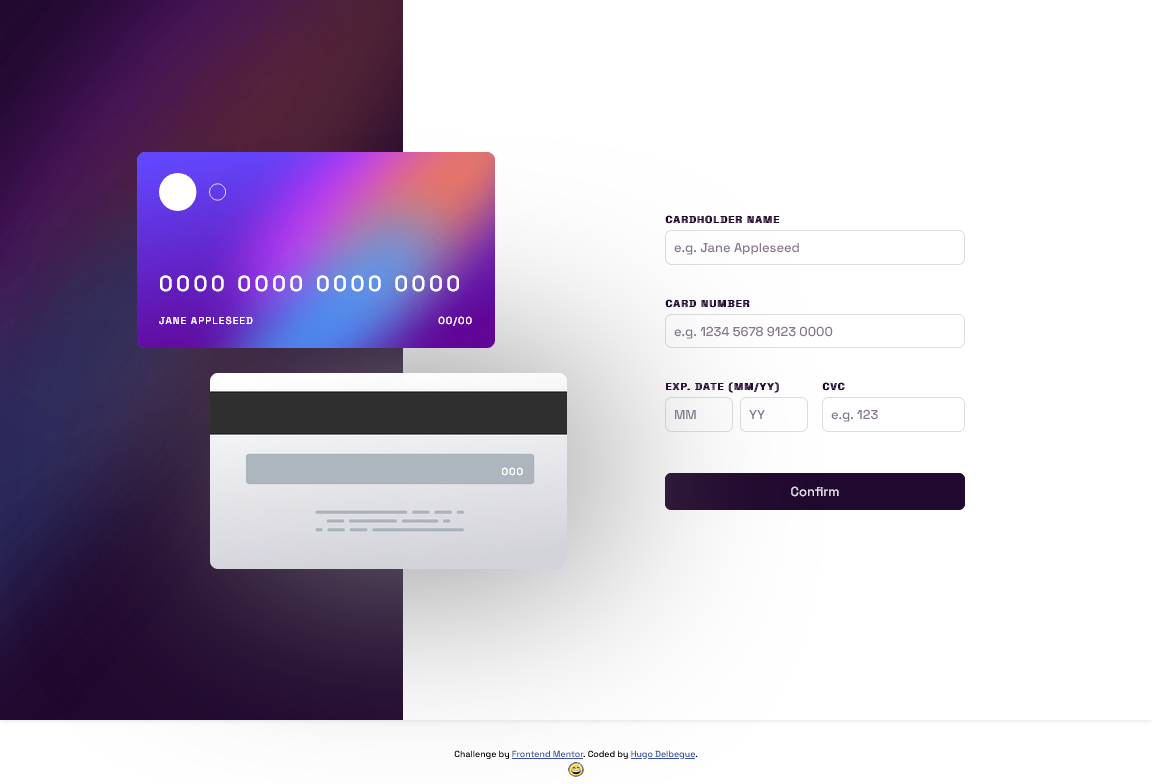 0000 0000 0000 0000
JANE APPLESEED 00/00
000
CARDHOLDER NAME
e.g. Jane Appleseed
CARD NUMBER
e.g. 1234 5678 9123 0000
EXP. DATE (MM/YY) CVC
MM YY e.g. 123
Confirm
Challenge by Frontend Mentor. Coded by Hugo Delbegue.
😄